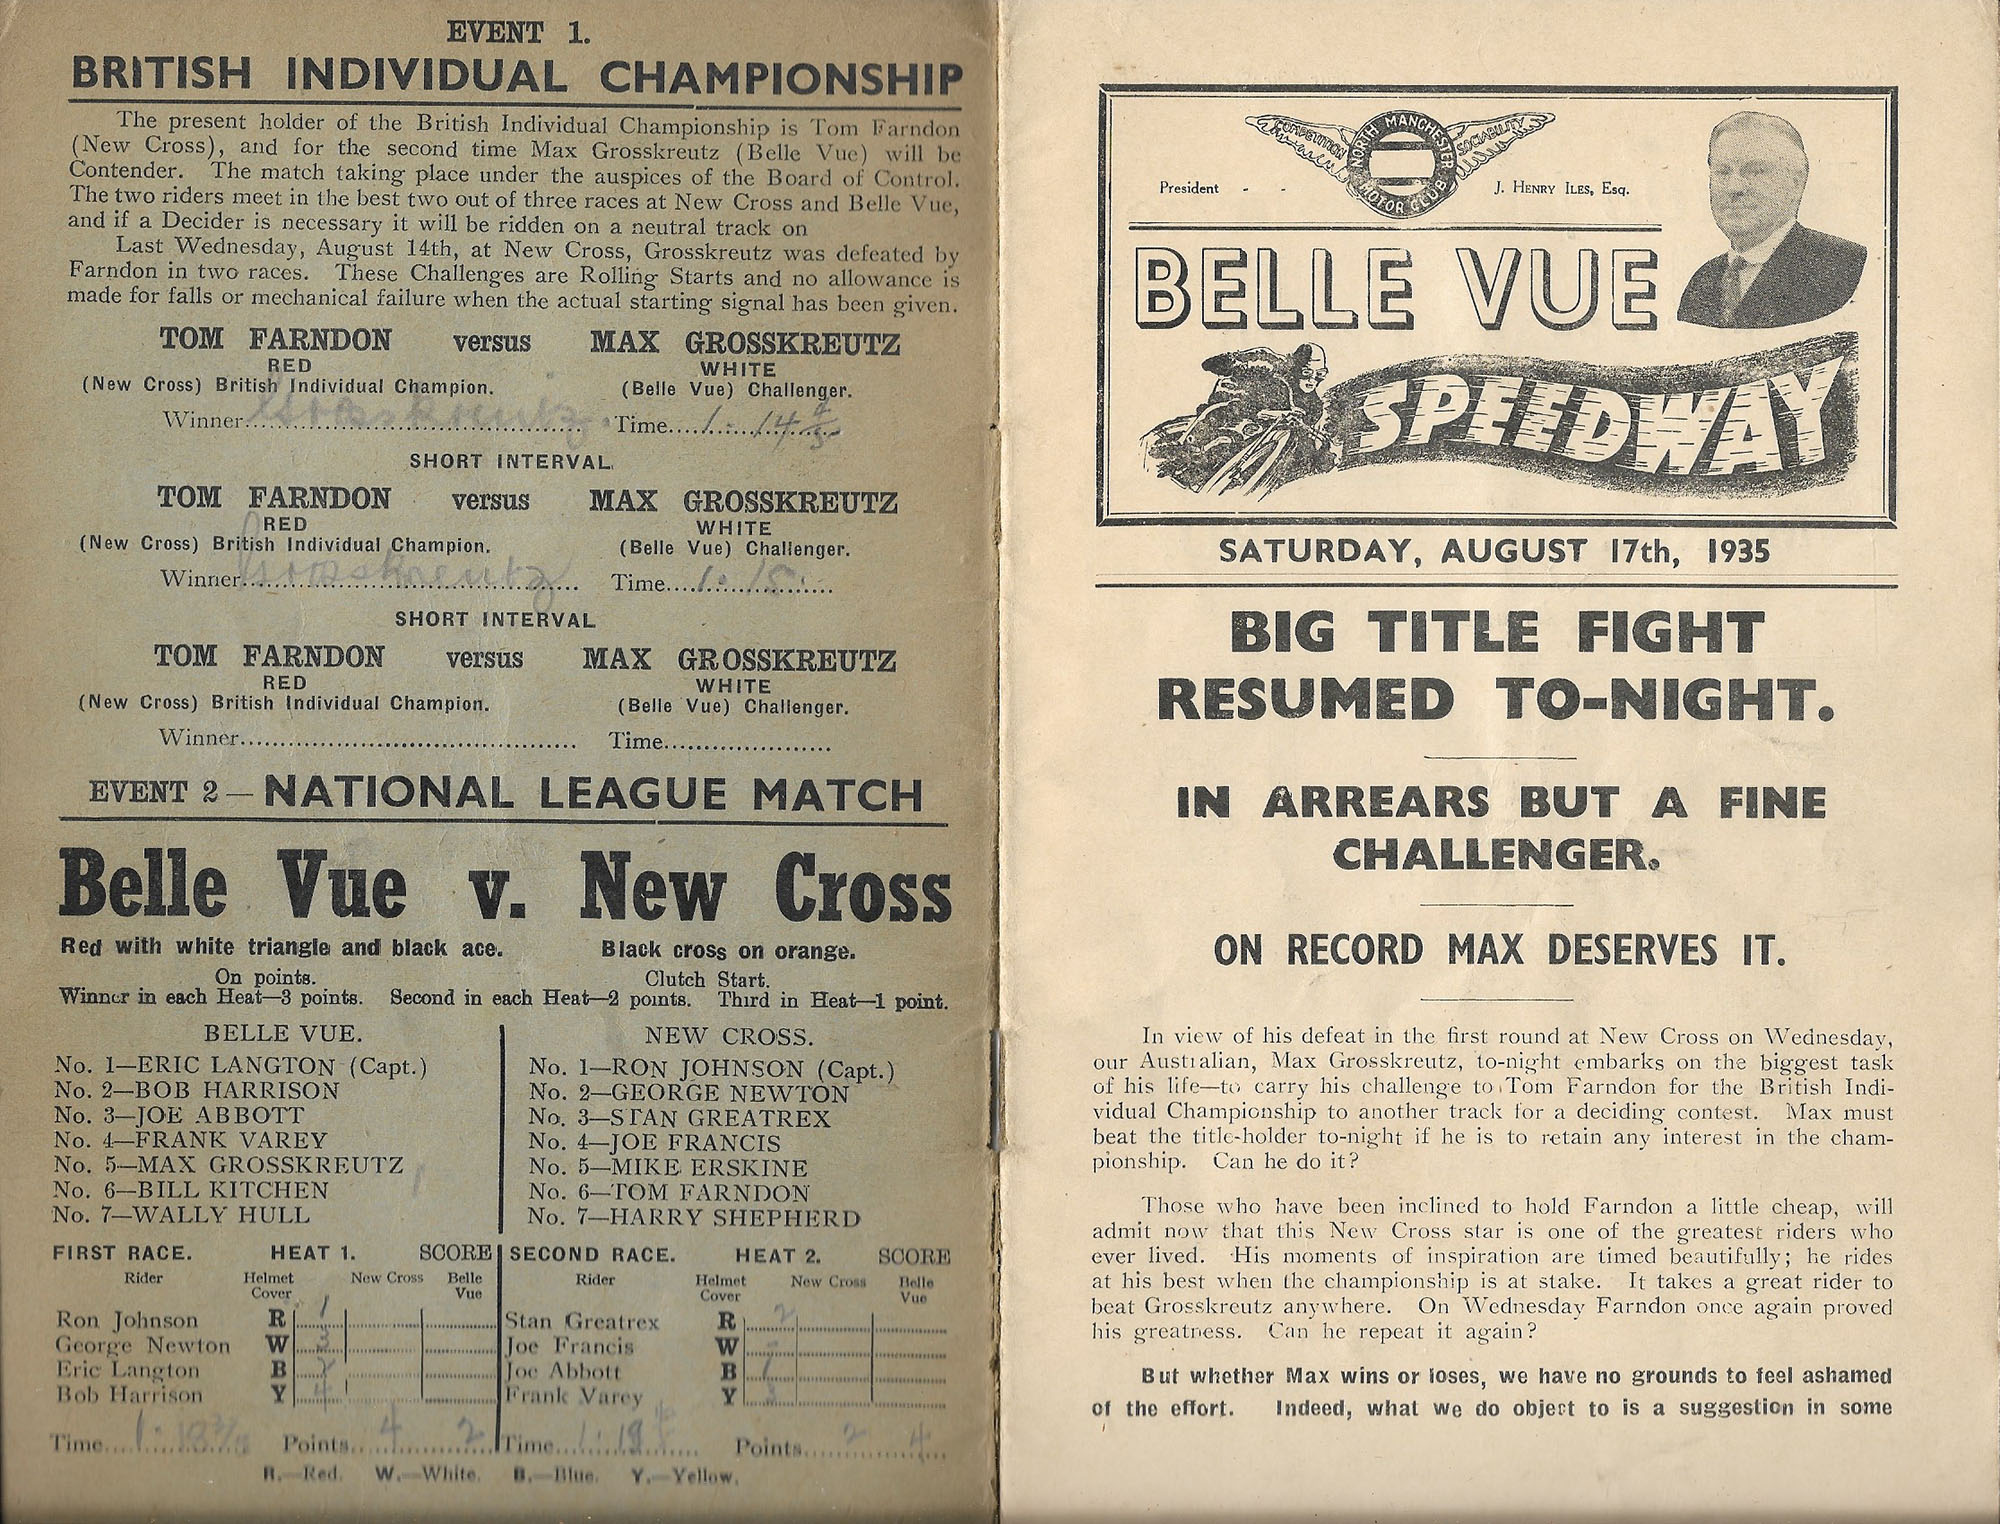 EVENT 1.
BRITISH INDIVIDUAL CHAMPIONSHIP
The present holder of the British Individual Championship is Tom Farndon
(New Cross), and for the second time Max Grosskreutz (Belle Vue) will be
Contender. The match taking place under the auspices of the Board of Control.
The two riders meet in the best two out of three races at New Cross and Belle Vue,
and if a Decider is necessary it will be ridden on a neutral track on
Last Wednesday, August 14th, at New Cross, Grosskreutz was defeated by
Farndon in two races. These Challenges are Rolling Starts and no allowance is
made for falls or mechanical failure when the actual starting signal has been given.
TOM FARNDON versus MAX GROSSKREUTZ
RED WHITE
(New Cross) British Individual Champion. (Belle Vue) Challenger.
Winner Grosskreutz Time 1. 14 4/5
SHORT INTERVAL
TOM FARNDON versus MAX GROSSKREUTZ
RED WHITE
(New Cross) British Individual Champion. (Belle Vue) Challenger.
Winner Grosskreutz Time 1. 15.
SHORT INTERVAL
TOM FARNDON versus MAX GROSSKREUTZ
RED WHITE
(New Cross) British Individual Champion. (Belle Vue) Challenger.
Winner Time
EVENT 2 — NATIONAL LEAGUE MATCH
Belle Vue v. New Cross
Red with white triangle and black ace. Black cross on orange.
On points. Clutch Start.
Winner in each Heat—3 points. Second in each Heat—2 points. Third in Heat—1 point.
BELLE VUE.
No. 1—ERIC LANGTON (Capt.)
No. 2—BOB HARRISON
No. 3—JOE ABBOTT
No. 4—FRANK VAREY
No. 5—MAX GROSSKREUTZ
No. 6—BILL KITCHEN
No. 7—WALLY HULL
NEW CROSS.
No. 1—RON JOHNSON (Capt.)
No. 2—GEORGE NEWTON
No. 3—STAN GREATREX
No. 4—JOE FRANCIS
No. 5—MIKE ERSKINE
No. 6—TOM FARNDON
No. 7—HARRY SHEPHERD
FIRST RACE. HEAT 1. SCORE
Rider Helmet Cover New Cross Belle Vue
Ron Johnson R 1
George Newton W 3
Eric Langton B 2
Bob Harrison Y 4
Time Points 4 2
SECOND RACE. HEAT 2. SCORE
Rider Helmet Cover New Cross Belle Vue
Stan Greatrex R 2
Joe Francis W -
Joe Abbott B 1
Frank Varey Y 3
Time Points 2 4
R.—Red. W.—White. B.—Blue. Y.—Yellow.
COMPETITION NORTH MANCHESTER MOTOR CLUB SOCIABILITY
President - - J. HENRY ILES, Esq.
BELLE VUE
SPEEDWAY
SATURDAY, AUGUST 17th, 1935
BIG TITLE FIGHT
RESUMED TO-NIGHT.
IN ARREARS BUT A FINE
CHALLENGER.
ON RECORD MAX DESERVES IT.
In view of his defeat in the first round at New Cross on Wednesday,
our Australian, Max Grosskreutz, to-night embarks on the biggest task
of his life—to carry his challenge to Tom Farndon for the British Indi-
vidual Championship to another track for a deciding contest. Max must
beat the title-holder to-night if he is to retain any interest in the cham-
pionship. Can he do it?
Those who have been inclined to hold Farndon a little cheap, will
admit now that this New Cross star is one of the greatest riders who
ever lived. His moments of inspiration are timed beautifully; he rides
at his best when the championship is at stake. It takes a great rider to
beat Grosskreutz anywhere. On Wednesday Farndon once again proved
his greatness. Can he repeat it again?
But whether Max wins or loses, we have no grounds to feel ashamed
of the effort. Indeed, what we do object to is a suggestion in some